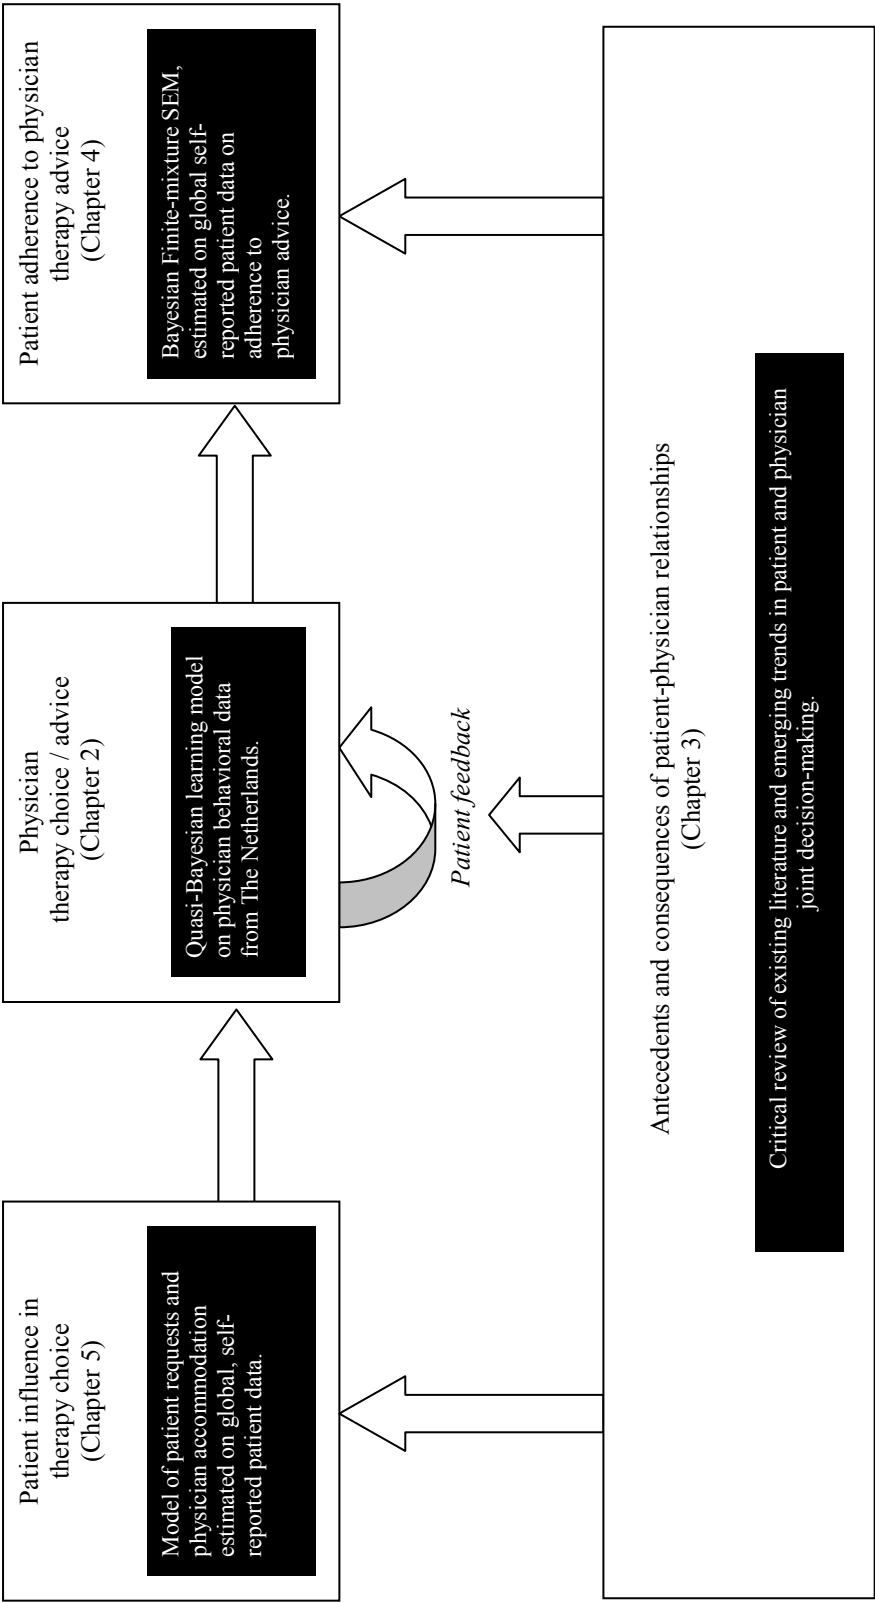 Patient influence in
therapy choice
(Chapter 5)
Model of patient requests and
physician accommodation
estimated on global, self-
reported patient data.
Physician
therapy choice / advice
(Chapter 2)
Quasi-Bayesian learning model
on physician behavioral data
from The Netherlands.
Patient feedback
Patient adherence to physician
therapy advice
(Chapter 4)
Bayesian Finite-mixture SEM,
estimated on global self-
reported patient data on
adherence to
physician advice.
Antecedents and consequences of patient-physician relationships
(Chapter 3)
Critical review of existing literature and emerging trends in patient and physician
joint decision-making.